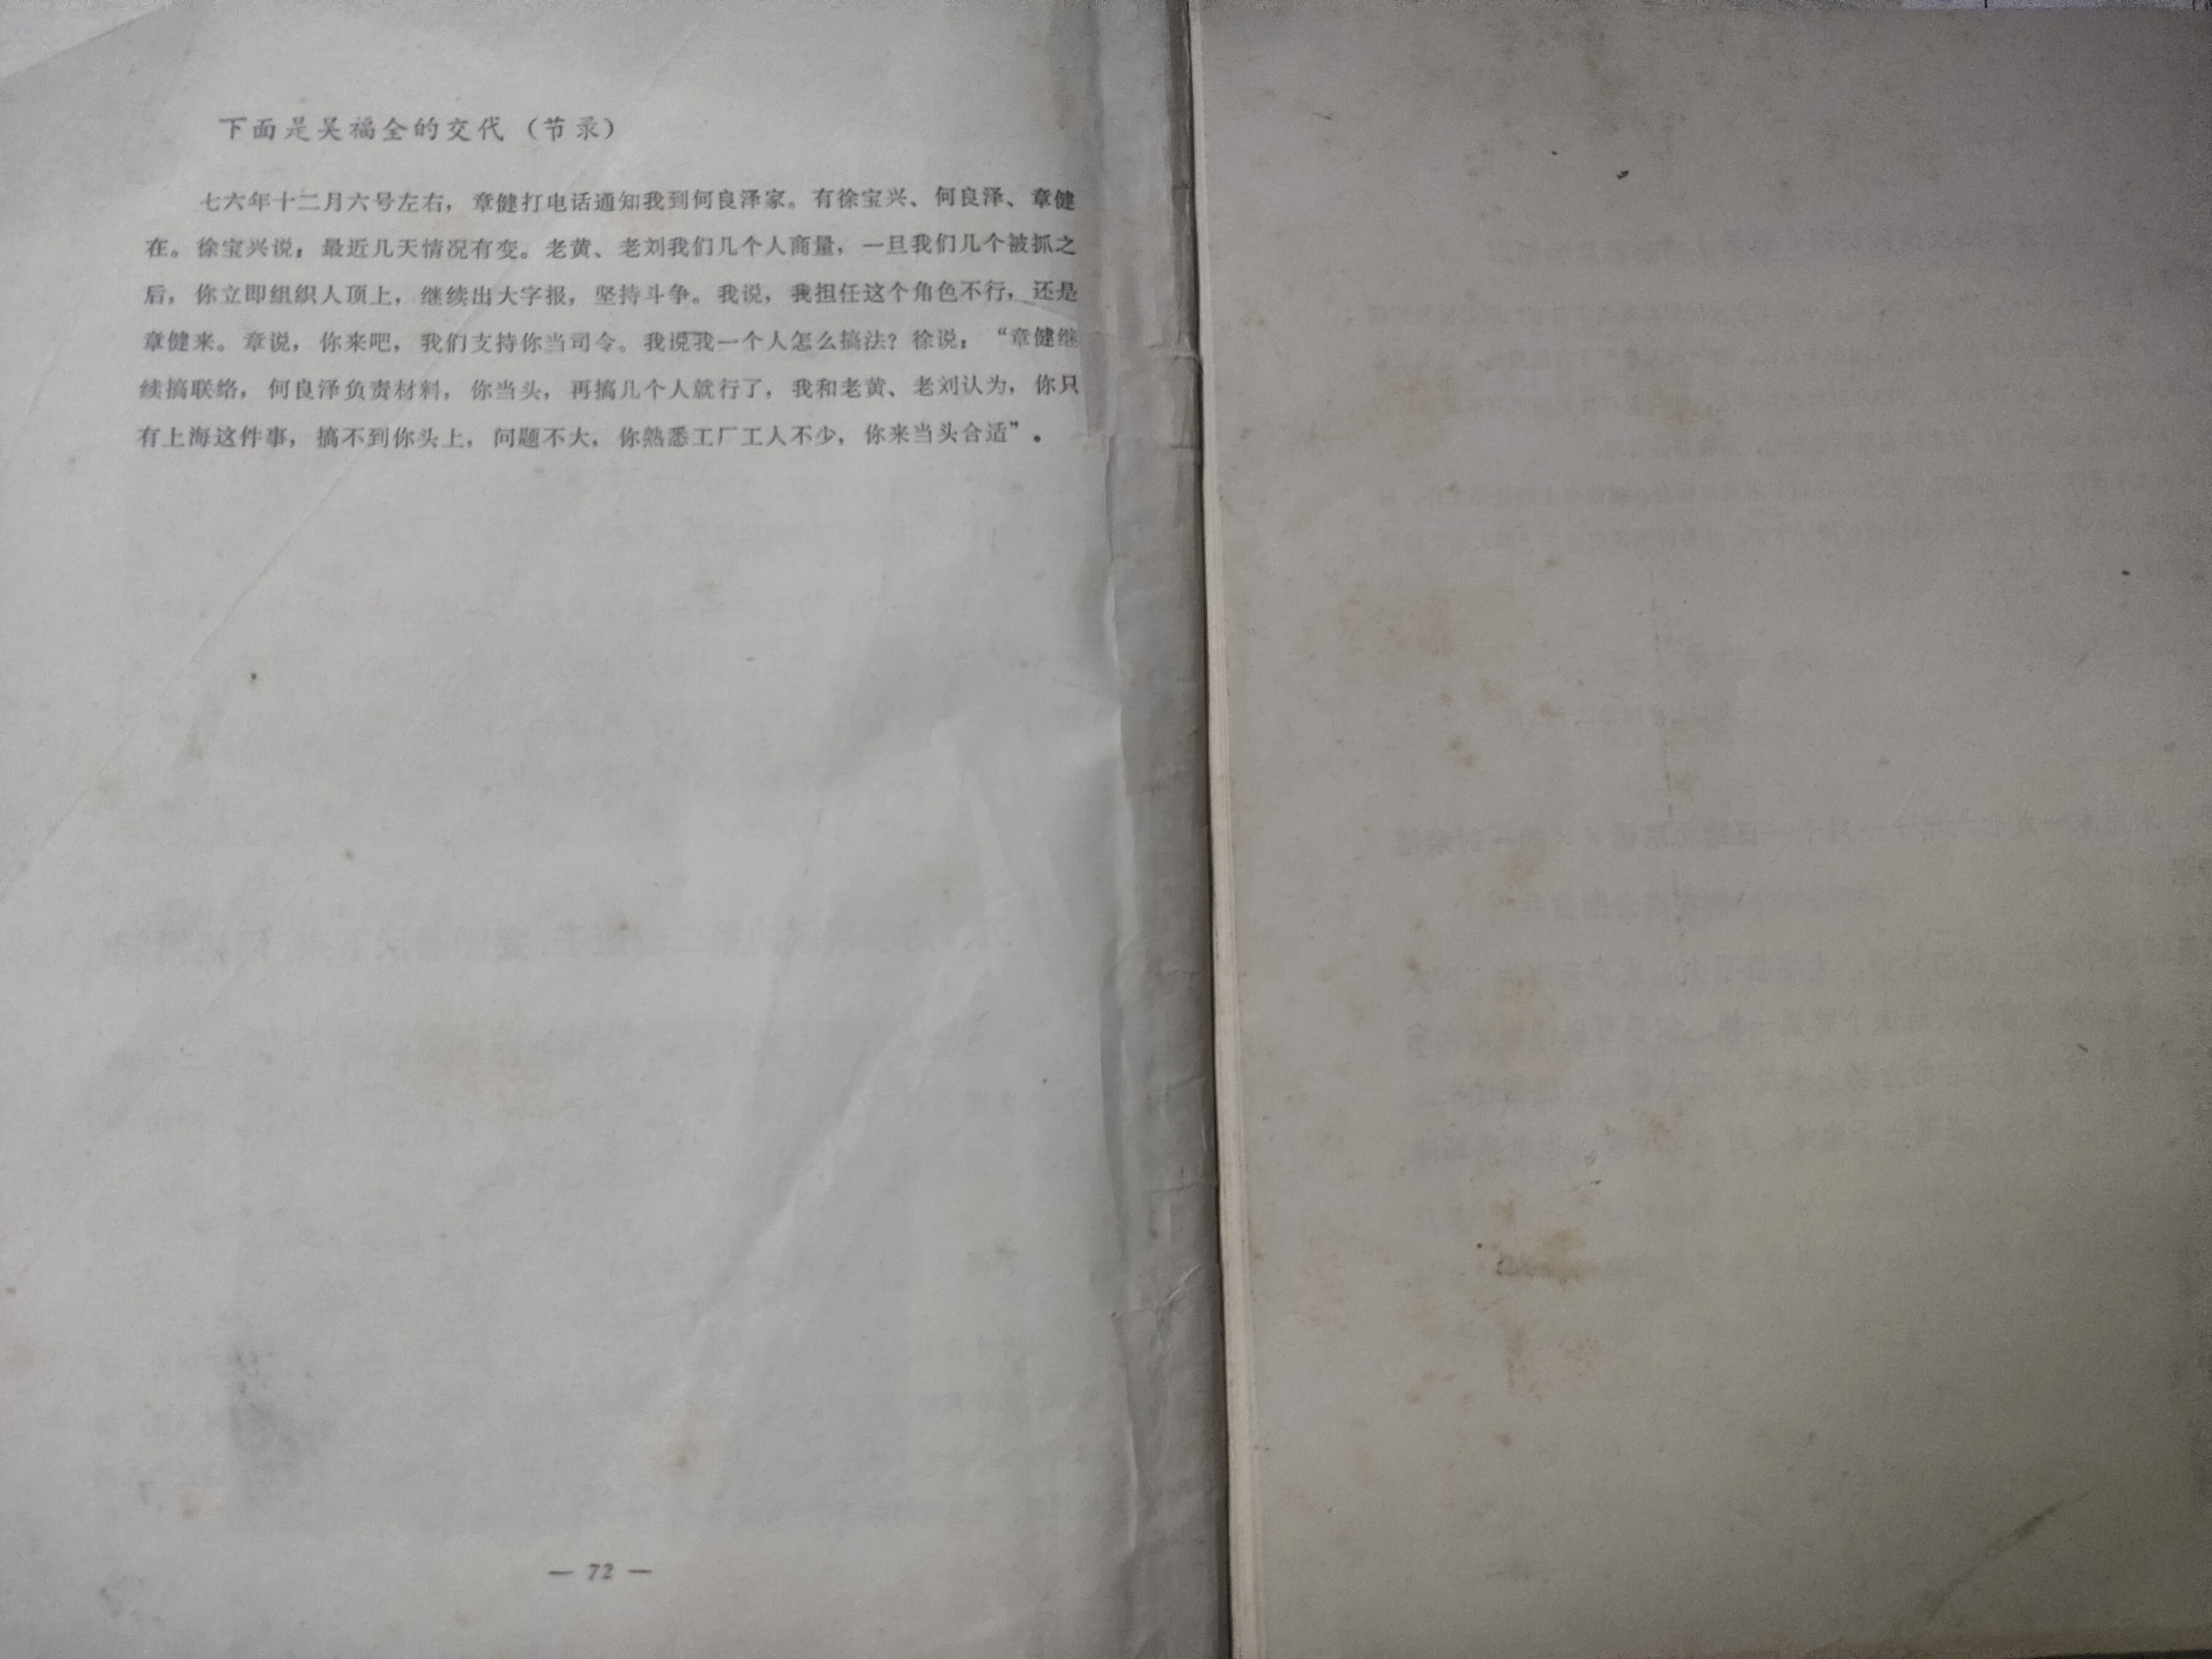 下面是吴福全的交代（节录）
七六年十二月六号左右，章健打电话通知我到何良泽家。有徐宝兴、何良泽、章健
在。徐宝兴说：最近几天情况有变。老黄、老刘我们几个人商量，一旦我们几个被抓之
后，你立即组织人顶上，继续出大字报，坚持斗争。我说，我担任这个角色不行，还是
章健来。章说，你来吧，我们支持你当司令。我说我一个人怎么搞法？徐说：“章健继
续搞联络，何良泽负责材料，你当头，再搞几个人就行了，我和老黄、老刘认为，你只
有上海这件事，搞不到你头上，问题不大，你熟悉工厂工人不少，你来当头合适”。
— 72 —